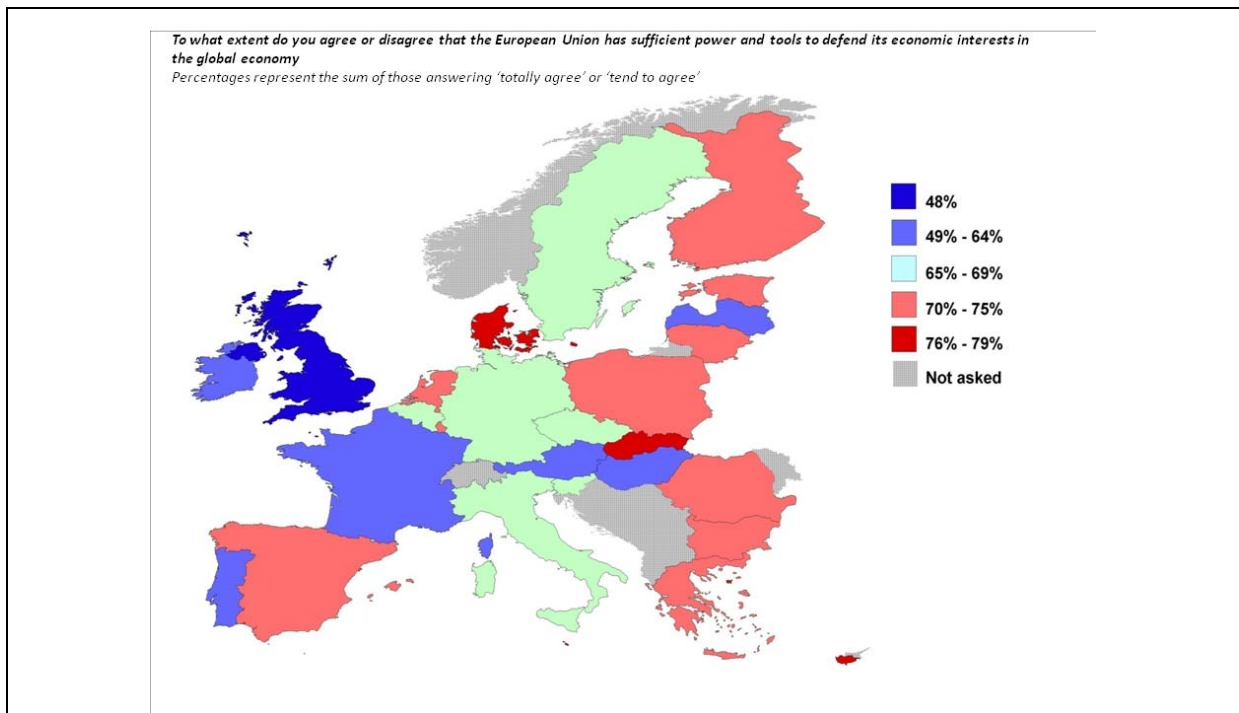 To what extent do you agree or disagree that the European Union has sufficient power and tools to defend its economic interests in
the global economy
Percentages represent the sum of those answering ‘totally agree’ or ‘tend to agree’
48%
49% - 64%
65% - 69%
70% - 75%
76% - 79%
Not asked